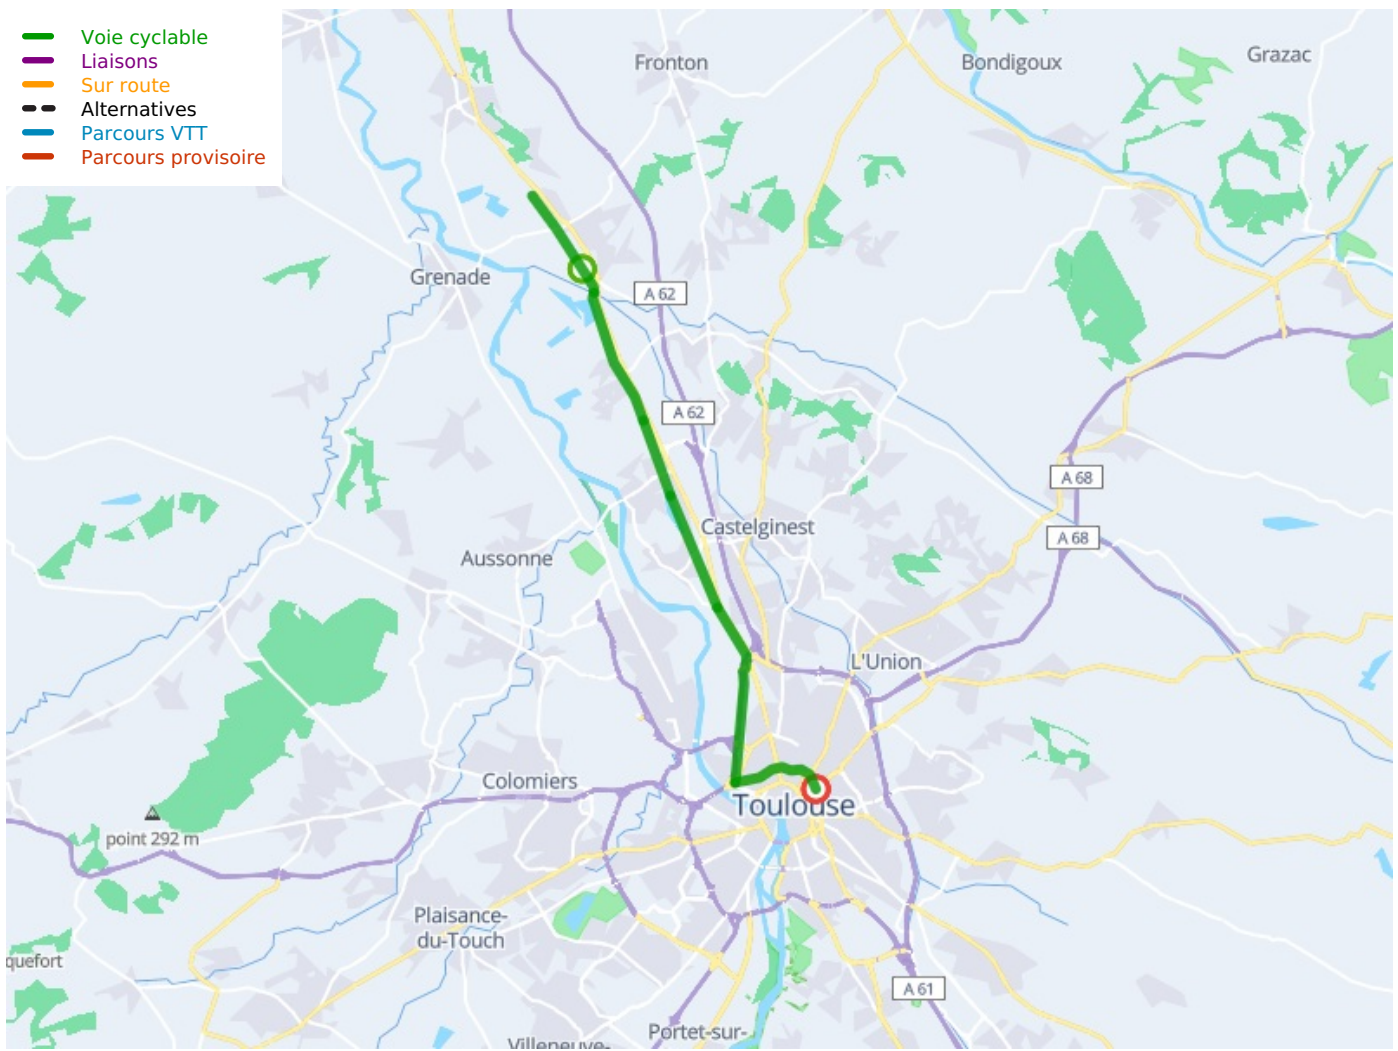 Voie cyclable
Liaisons
Sur route
Alternatives
Parcours VTT
Parcours provisoire
Fronton
Bondigoux
Grazac
Grenade
A 62
A 62
A 68
Castelginest
A 68
Aussonne
L'Union
Colomiers
Toulouse
point 292 m
Plaisance-
du-Touch
quefort
A 61
Portet-sur-
Villeneuve-